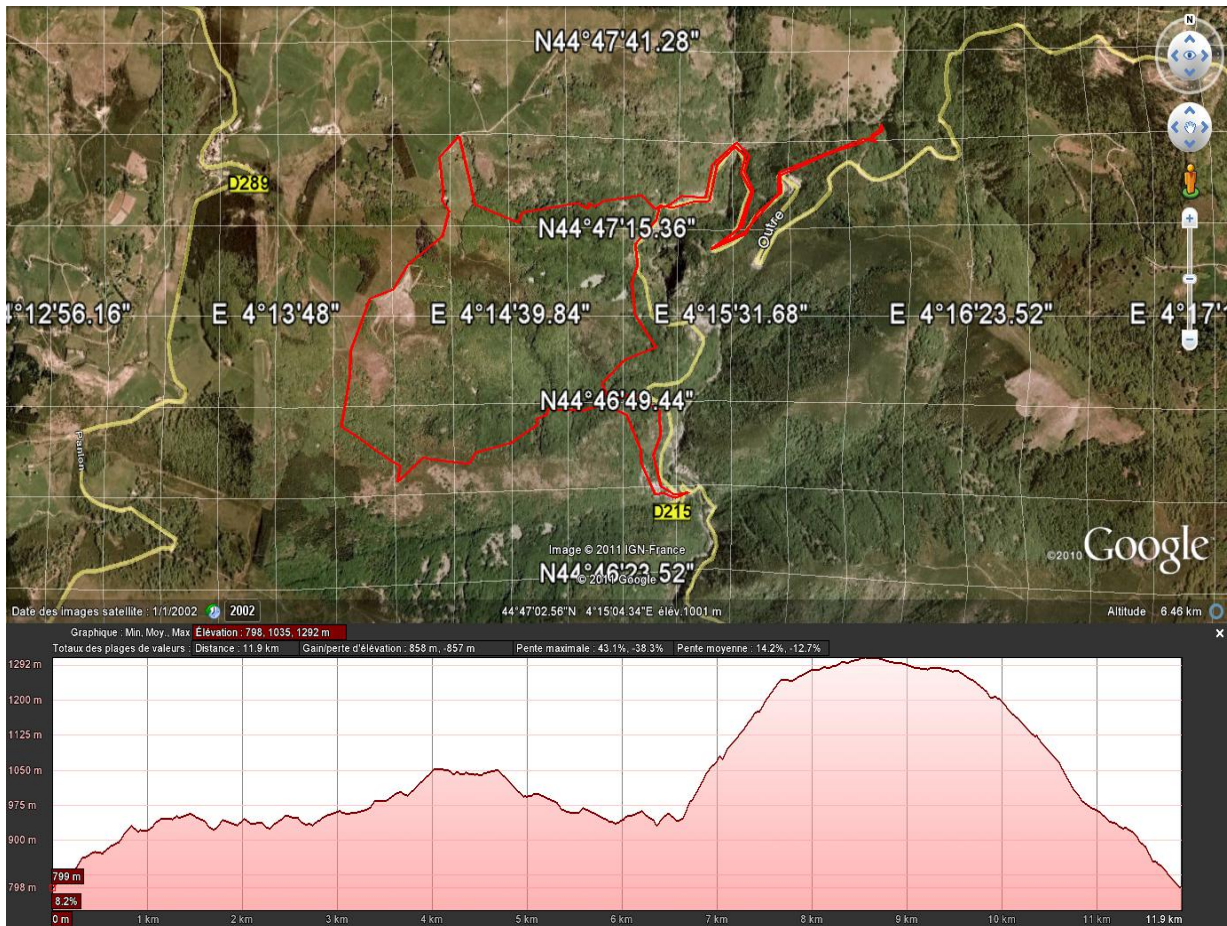 N
N44°47'41.28"
D289
N44°47'15.36"
Outre
4°12'56.16"
E 4°13'48"
E 4°14'39.84"
E 4°15'31.68"
E 4°16'23.52"
E 4°17'
N44°46'49.44"
D215
Image © 2011 IGN-France
©2010 Google
N44°46'23.52"
© 2011 Google
Date des images satellite : 1/1/2002 2002
44°47'02.56"N 4°15'04.34"E élev.1001 m
Altitude 6.46 km
Graphique : Min, Moy., Max Élévation : 798, 1035, 1292 m
Totaux des plages de valeurs : Distance : 11.9 km Gain/perte d'élévation : 858 m, -857 m Pente maximale : 43.1%, -38.3% Pente moyenne : 14.2%, -12.7%
1292 m
1200 m
1125 m
1050 m
975 m
900 m
799 m
798 m
8.2%
0 m 1 km 2 km 3 km 4 km 5 km 6 km 7 km 8 km 9 km 10 km 11 km 11.9 km